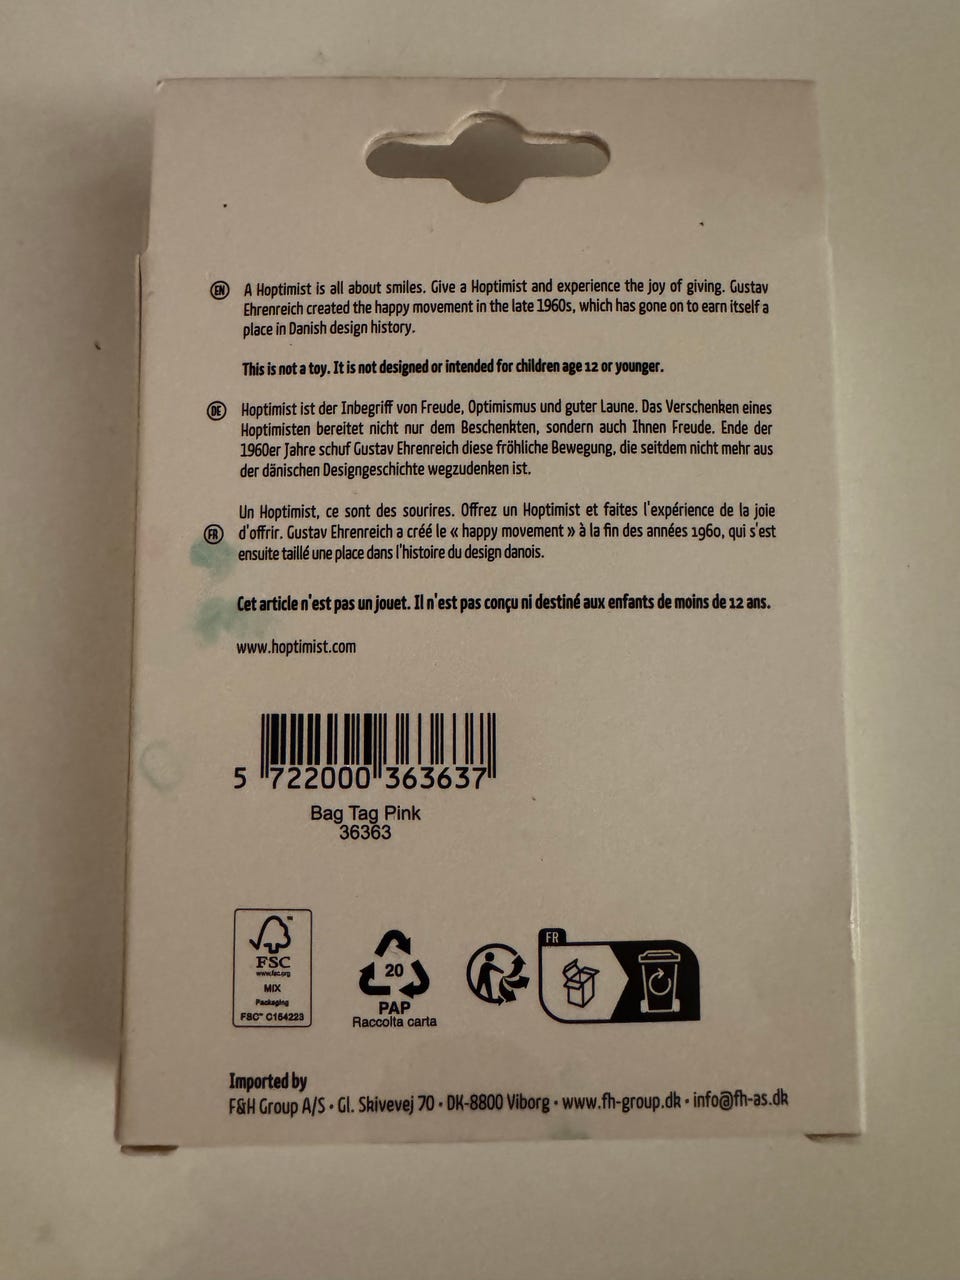 EN A Hoptimist is all about smiles. Give a Hoptimist and experience the joy of giving. Gustav
Ehrenreich created the happy movement in the late 1960s, which has gone on to earn itself a
place in Danish design history.
This is not a toy. It is not designed or intended for children age 12 or younger.
DE Hoptimist ist der Inbegriff von Freude, Optimismus und guter Laune. Das Verschenken eines
Hoptimisten bereitet nicht nur dem Beschenkten, sondern auch Ihnen Freude. Ende der
1960er Jahre schuf Gustav Ehrenreich diese fröhliche Bewegung, die seitdem nicht mehr aus
der dänischen Designgeschichte wegzudenken ist.
Un Hoptimist, ce sont des sourires. Offrez un Hoptimist et faites l'expérience de la joie
FR d'offrir. Gustav Ehrenreich a créé le « happy movement » à la fin des années 1960, qui s'est
ensuite taillé une place dans l'histoire du design danois.
Cet article n'est pas un jouet. Il n'est pas conçu ni destiné aux enfants de moins de 12 ans.
www.hoptimist.com
5 722000 363637
Bag Tag Pink
36363
FSC
www.fsc.org
MIX
Packaging
FSC™ C164223
20
PAP
Raccolta carta
FR
Imported by
F&H Group A/S • Gl. Skivevej 70 • DK-8800 Viborg • www.fh-group.dk • info@fh-as.dk